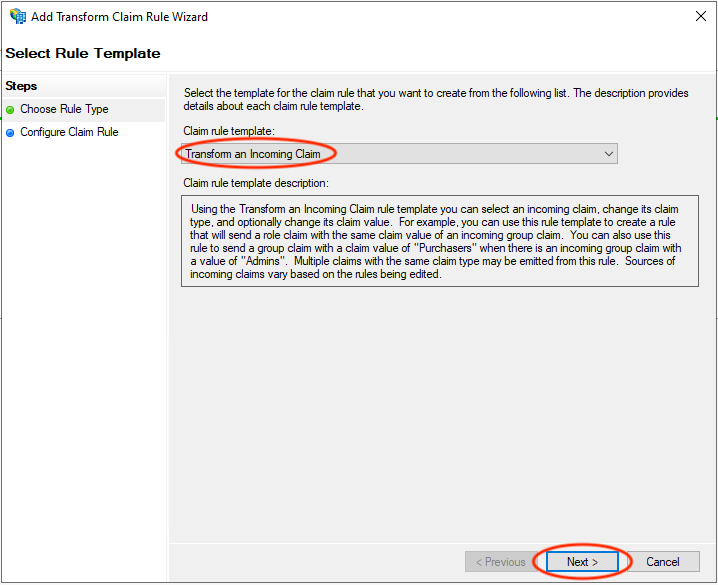 Add Transform Claim Rule Wizard
Select Rule Template
Steps
Choose Rule Type
Configure Claim Rule
Select the template for the claim rule that you want to create from the following list. The description provides
details about each claim rule template.
Claim rule template:
Transform an Incoming Claim
Claim rule template description:
Using the Transform an Incoming Claim rule template you can select an incoming claim, change its claim
type, and optionally change its claim value.  For example, you can use this rule template to create a rule
that will send a role claim with the same claim value of an incoming group claim.  You can also use this
rule to send a group claim with a claim value of "Purchasers" when there is an incoming group claim with
a value of "Admins".  Multiple claims with the same claim type may be emitted from this rule.  Sources of
incoming claims vary based on the rules being edited.
< Previous
Next >
Cancel